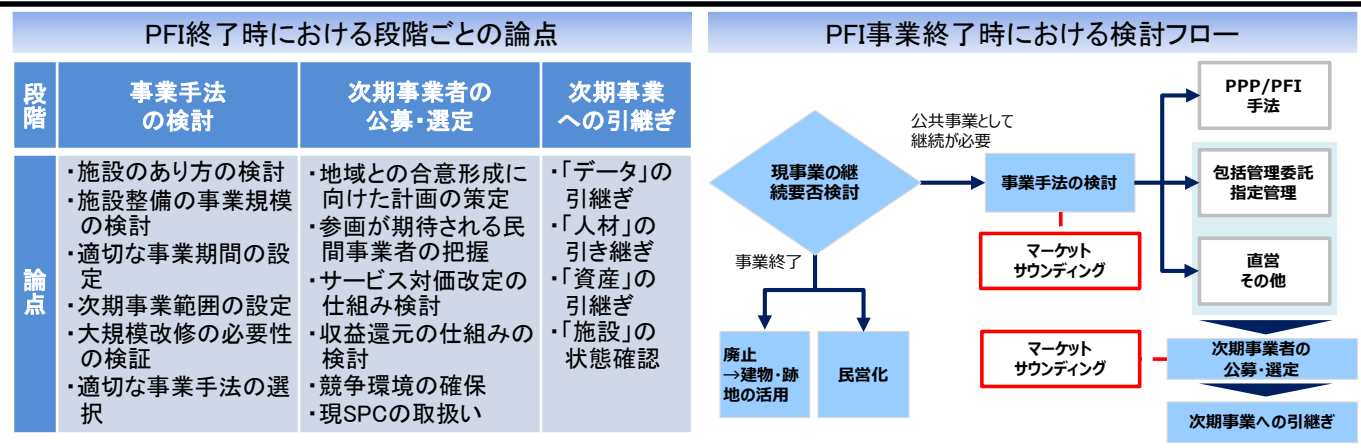 PFI終了時における段階ごとの論点
段階
事業手法
の検討
次期事業者の
公募・選定
次期事業
への引継ぎ
論点
・施設のあり方の検討
・施設整備の事業規模
の検討
・適切な事業期間の設
定
・次期事業範囲の設定
・大規模改修の必要性
の検証
・適切な事業手法の選
択
・地域との合意形成に
向けた計画の策定
・参画が期待される民
間事業者の把握
・サービス対価改定の
仕組み検討
・収益還元の仕組みの
検討
・競争環境の確保
・現SPCの取扱い
・「データ」の
引継ぎ
・「人材」の
引き継ぎ
・「資産」の
引継ぎ
・「施設」の
状態確認
PFI事業終了時における検討フロー
現事業の継
続要否検討
公共事業として
継続が必要
事業手法の検討
PPP/PFI
手法
包括管理委託
指定管理
直営
その他
マーケット
サウンディング
事業終了
廃止
→建物・跡
地の活用
民営化
マーケット
サウンディング
次期事業者の
公募・選定
次期事業への引継ぎ